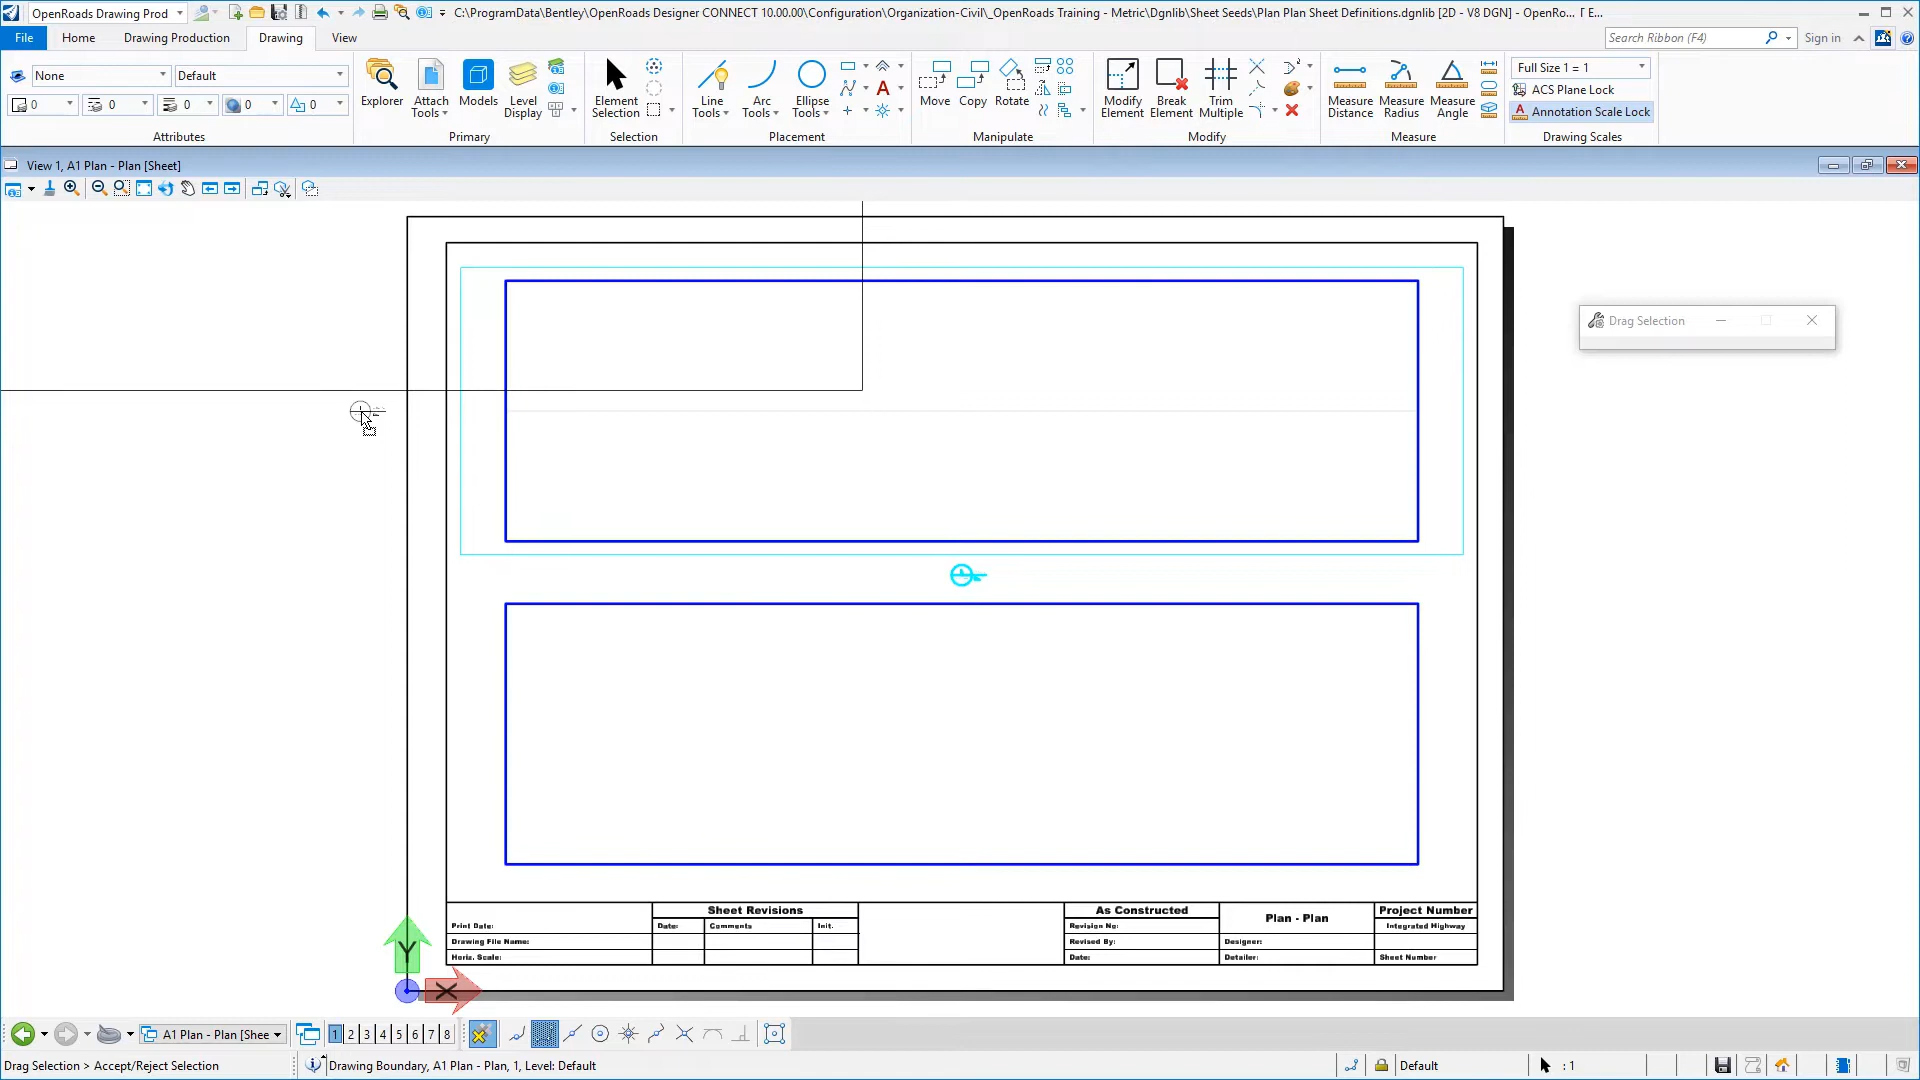 OpenRoads Drawing Prod
C:\ProgramData\Bentley\OpenRoads Designer CONNECT 10.00.00\Configuration\Organization-Civil\_OpenRoads Training - Metric\Dgnlib\Sheet Seeds\Plan Plan Sheet Definitions.dgnlib [2D - V8 DGN] - OpenRo...
File Home Drawing Production Drawing View
Search Ribbon (F4)
Sign in
None Default
0 0 0 0 0
Attributes
Explorer
Attach Tools
Models
Level Display
Primary
Element Selection
Selection
Line Tools
Arc Tools
Ellipse Tools
Placement
Move
Copy
Rotate
Manipulate
Modify Element
Break Element
Trim Multiple
Modify
Measure Distance
Measure Radius
Measure Angle
Measure
Full Size 1 = 1
ACS Plane Lock
Annotation Scale Lock
Drawing Scales
View 1, A1 Plan - Plan [Sheet]
Drag Selection
Sheet Revisions
As Constructed
Plan - Plan
Project Number
Print Date:
Date:
Comments
Init.
Revision No:
Integrated Highway
Drawing File Name:
Revised By:
Designer:
Horiz. Scale:
Date:
Detailer:
Sheet Number
Y
X
A1 Plan - Plan [Shee
1 2 3 4 5 6 7 8
Drag Selection > Accept/Reject Selection
Drawing Boundary, A1 Plan - Plan, 1, Level: Default
Default
: 1